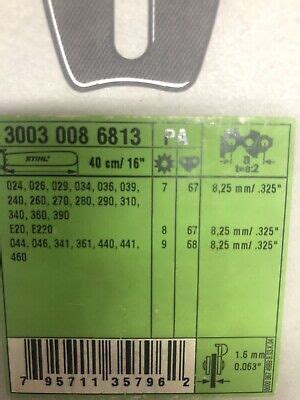 3003 008 6813 PA
STIHL 40 cm/ 16" a t=a:2
024, 026, 029, 034, 036, 039, 7 67 8,25 mm/ .325"
240, 260, 270, 280, 290, 310,
340, 360, 390
E20, E220 8 67 8,25 mm/ .325"
044, 046, 341, 361, 440, 441, 9 68 8,25 mm/ .325"
460
1.6 mm
0.063"
7 95711 35796 2